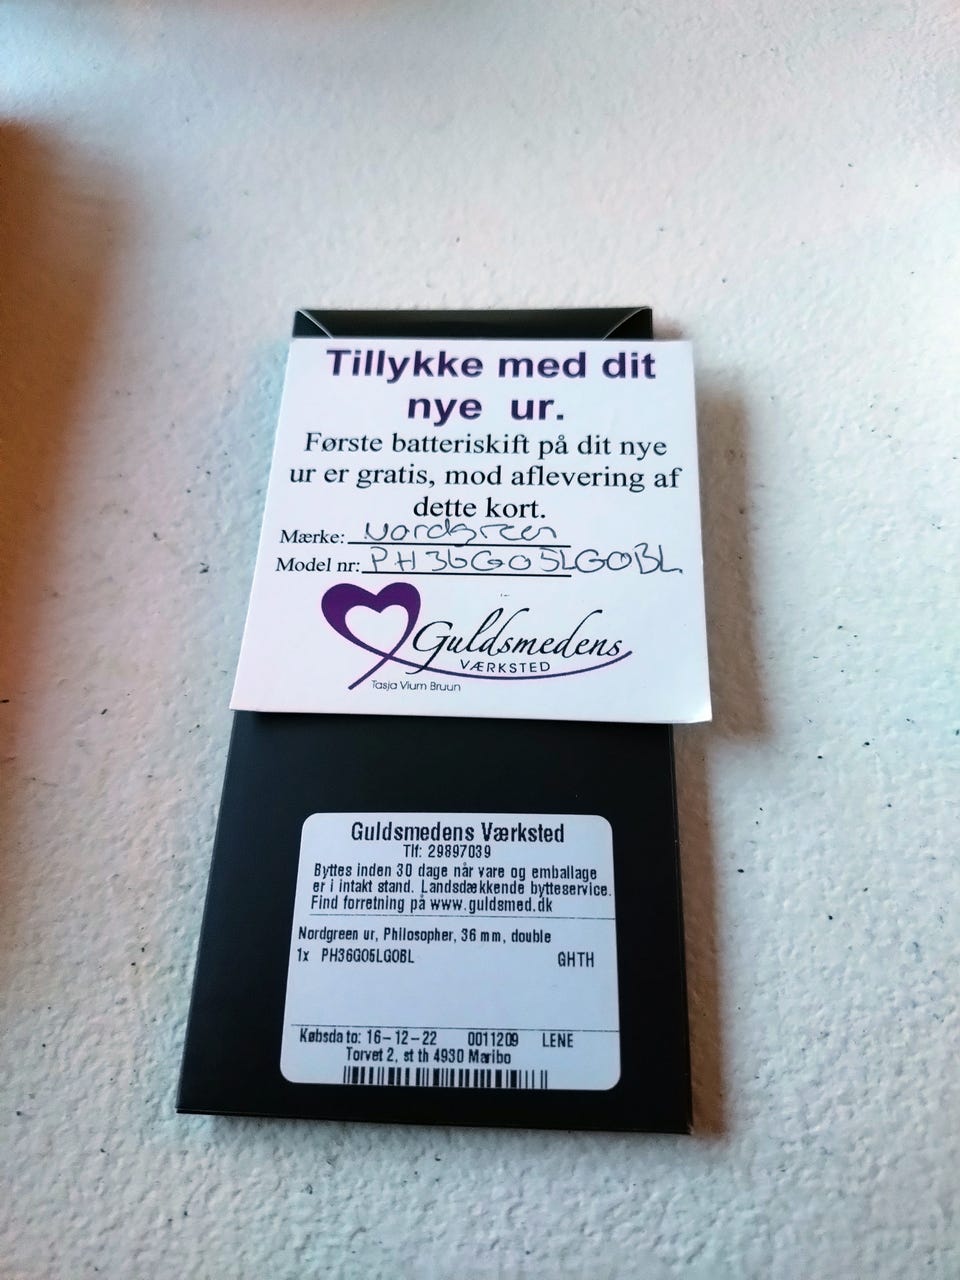 Tillykke med dit
nye ur.
Første batteriskift på dit nye
ur er gratis, mod aflevering af
dette kort.
Mærke: Nordgreen
Model nr: PH36G05LGOBL
Guldsmedens
VÆRKSTED
Tasja Vium Bruun
Guldsmedens Værksted
Tlf: 29897039
Byttes inden 30 dage når vare og emballage
er i intakt stand. Landsdækkende bytteservice.
Find forretning på www.guldsmed.dk
Nordgreen ur, Philosopher, 36 mm, double
1x PH36GO5LGOBL GHTH
Købsdato: 16-12-22 0011209 LENE
Torvet 2, st th 4930 Maribo